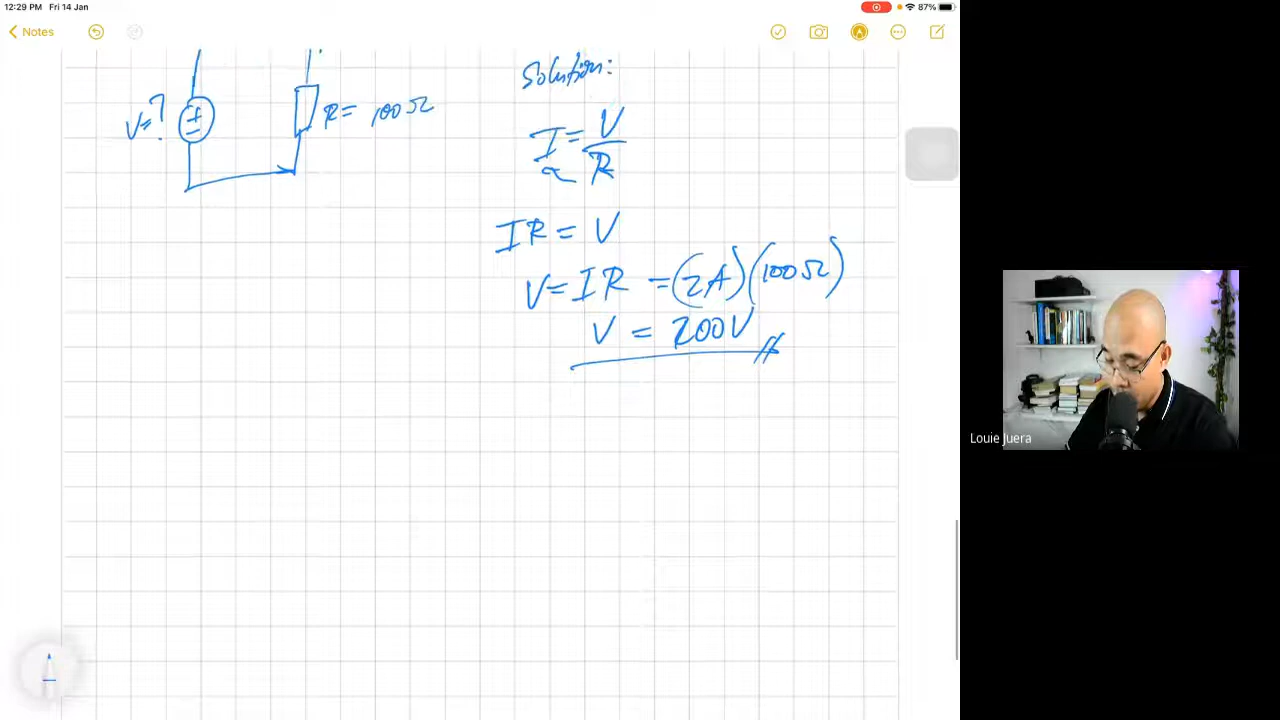 12:29 PM Fri 14 Jan
87%
Notes
Solution:
V=? R= 100Ω
I = V/R
IR = V
V= IR =(2A)(100Ω)
V = 200V
Louie Juera